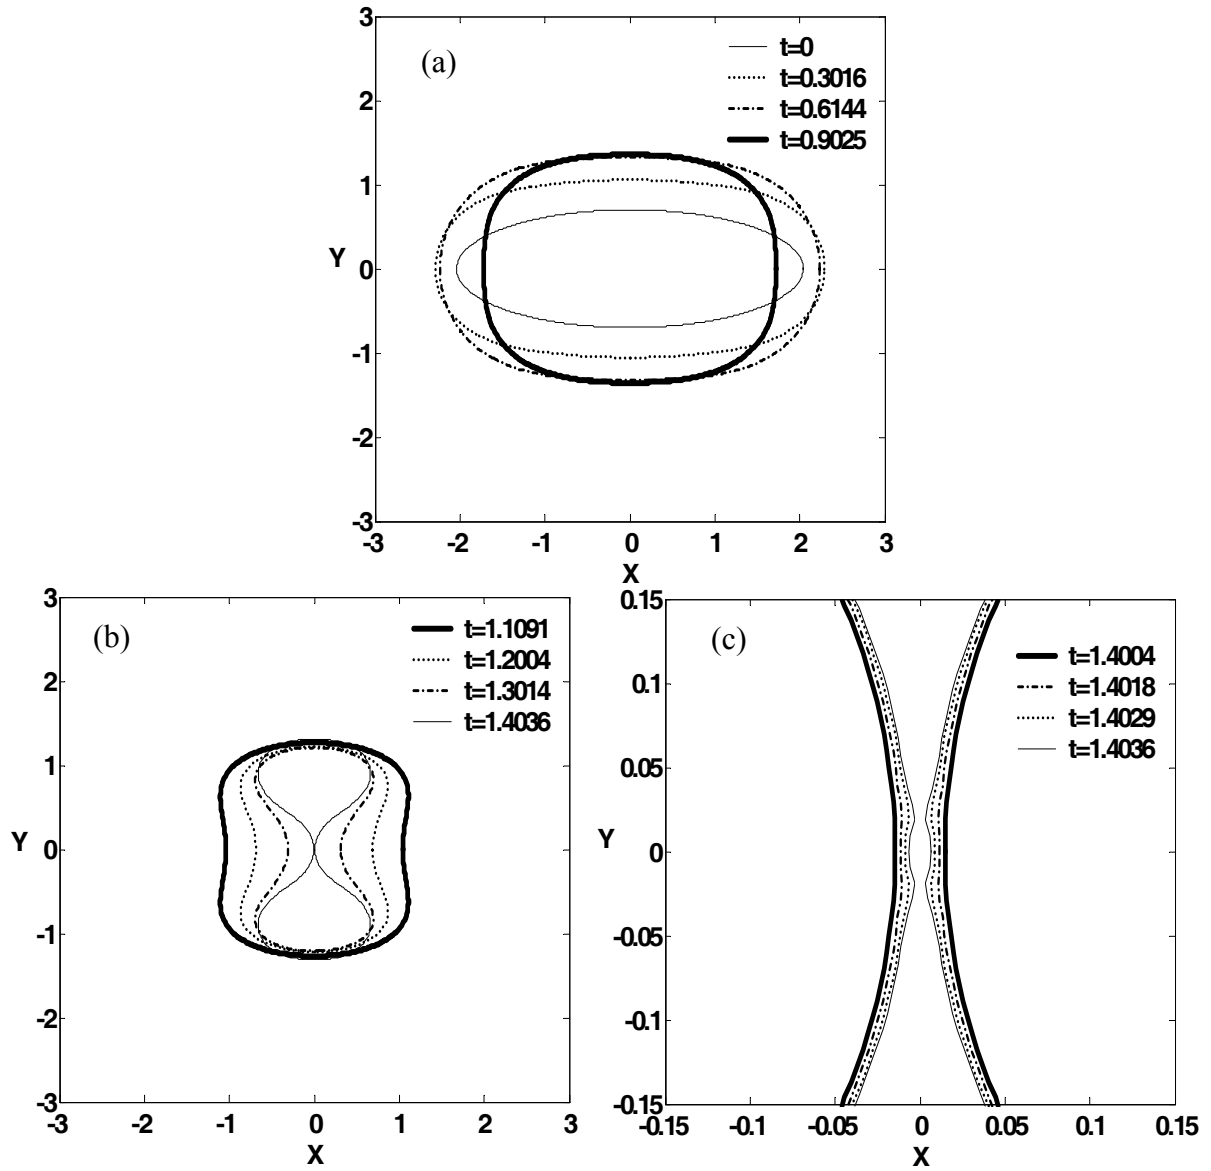 (a)
t=0
t=0.3016
t=0.6144
t=0.9025
3
2
1
Y 0
-1
-2
-3
-3 -2 -1 0 1 2 3
X
(b)
t=1.1091
t=1.2004
t=1.3014
t=1.4036
3
2
1
Y 0
-1
-2
-3
-3 -2 -1 0 1 2 3
X
(c)
t=1.4004
t=1.4018
t=1.4029
t=1.4036
0.15
0.1
0.05
Y 0
-0.05
-0.1
-0.15
-0.15 -0.1 -0.05 0 0.05 0.1 0.15
X